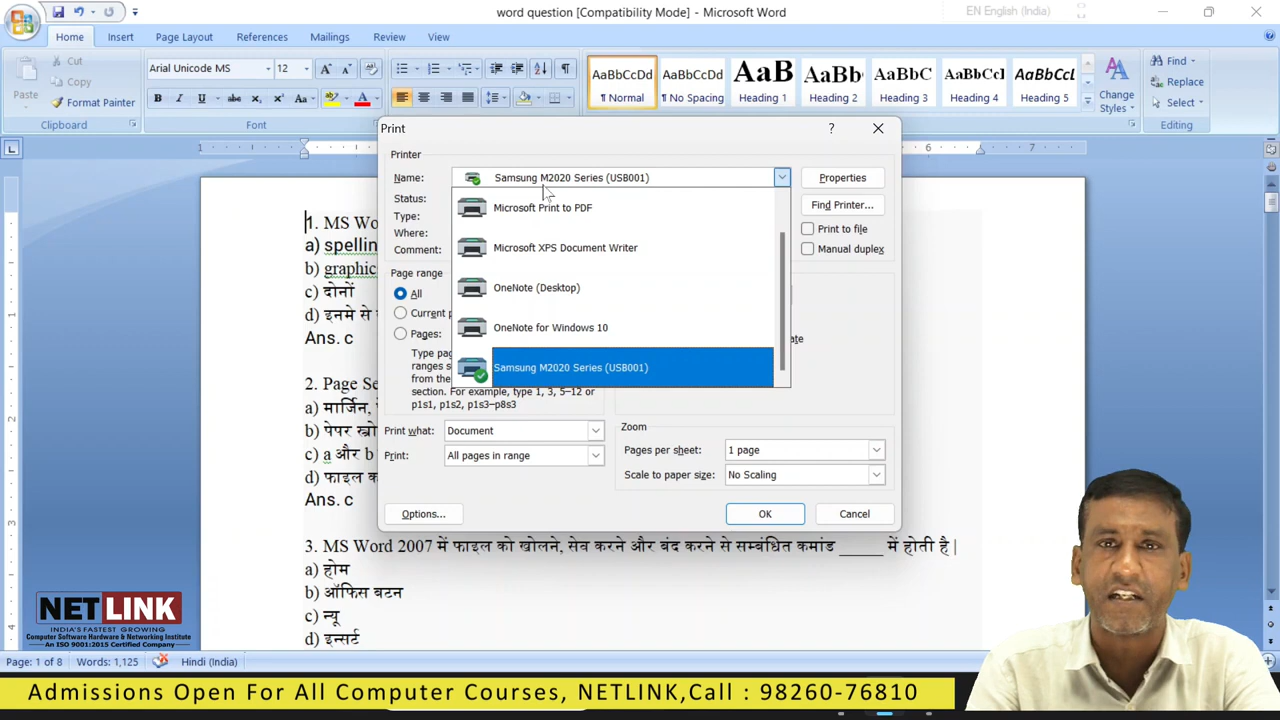 word question [Compatibility Mode] - Microsoft Word
EN English (India)
Home Insert Page Layout References Mailings Review View
Paste
Cut
Copy
Format Painter
Clipboard
Arial Unicode MS 12
Font
AaBbCcDd
¶ Normal
AaBbCcDd
¶ No Spacing
AaB
Heading 1
AaBb
Heading 2
AaBbCcD
Heading 3
AaBbCcI
Heading 4
AaBbCcL
Heading 5
Change
Styles
Find
Replace
Select
Editing
Print
Printer
Name: Samsung M2020 Series (USB001) Properties
Status: Microsoft Print to PDF Find Printer...
Type:
Where: Microsoft XPS Document Writer Print to file
Comment: Manual duplex
Page range OneNote (Desktop)
All
Current p OneNote for Windows 10
Pages:
Type pag
ranges s Samsung M2020 Series (USB001)
from the
section. For example, type 1, 3, 5–12 or
p1s1, p1s2, p1s3–p8s3
Print what: Document
Print: All pages in range
Zoom
Pages per sheet: 1 page
Scale to paper size: No Scaling
Options... OK Cancel
1. MS Wo
a) spellin
b) graphic
c) दोनों
d) इनमे से
Ans. c
2. Page Se
a) मार्जिन,
b) पेपर
c) a और b
d) फाइल क
Ans. c
3. MS Word 2007 में फाइल को खोलने, सेव करने और बंद करने से सम्बंधित कमांड _____ में होती है |
a) होम
b) ऑफिस बटन
c) न्यू
d) इन्सर्ट
NETLINK
INDIA'S FASTEST GROWING
Computer Software Hardware & Networking Institute
An ISO 9001:2015 Certified Company
Page: 1 of 8 Words: 1,125 Hindi (India)
Admissions Open For All Computer Courses, NETLINK,Call : 98260-76810